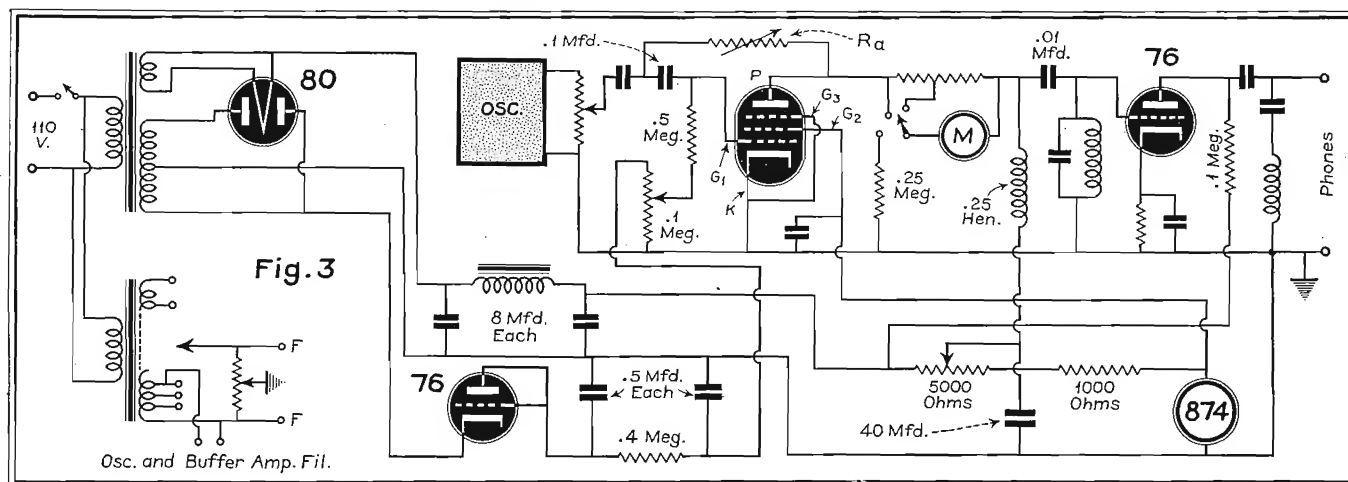 110
V.
80
.1 Mfd.
OSC.
.5
Meg.
.1
Meg.
Ra
P
G3
G2
G1
K
.25
Meg.
M
.25
Hen.
.01
Mfd.
76
.1 Meg.
Phones
Fig. 3
8 Mfd.
Each
F
F
Osc. and Buffer Amp. Fil.
76
.5 Mfd.
Each
.4 Meg.
5000
Ohms
1000
Ohms
40 Mfd.
874